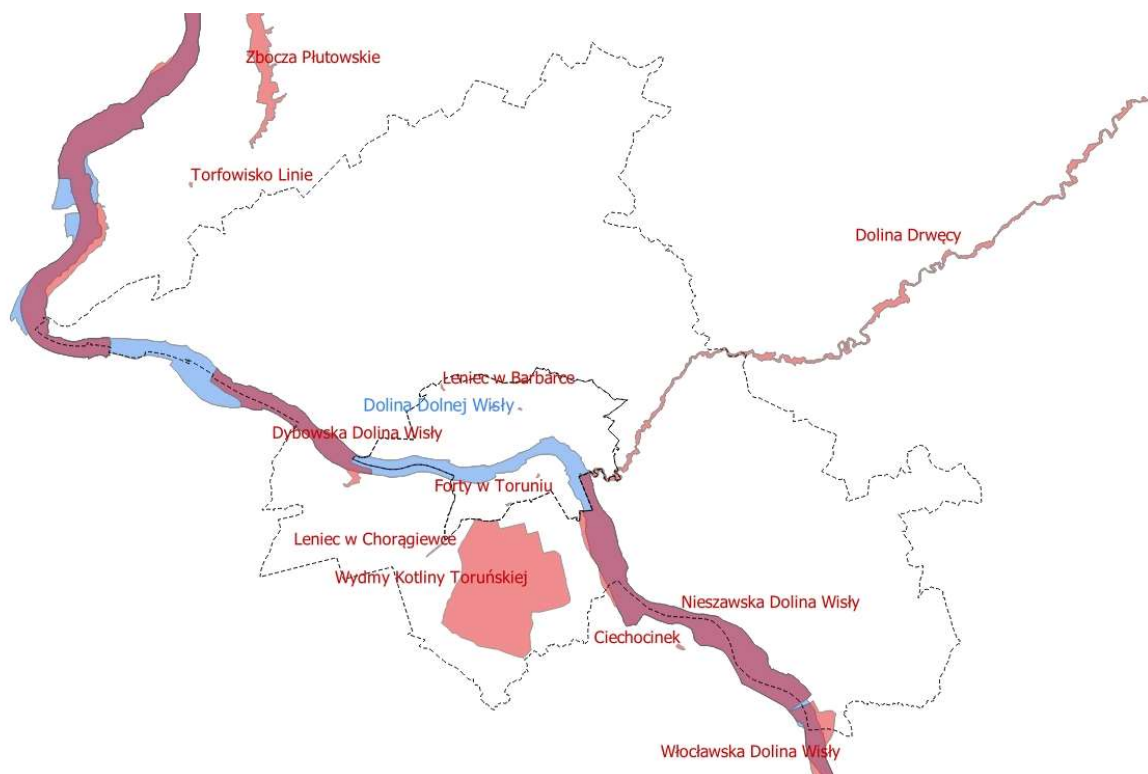 Zbocza Płutowskie
Torfowisko Linie
Dolina Drwęcy
Łeniec w Barbarce
Dolina Dolnej Wisły
Dybowska Dolina Wisły
Forty w Toruniu
Leniec w Chorągiewce
Wydmy Kotliny Toruńskiej
Nieszawska Dolina Wisły
Ciechocinek
Włocławska Dolina Wisły